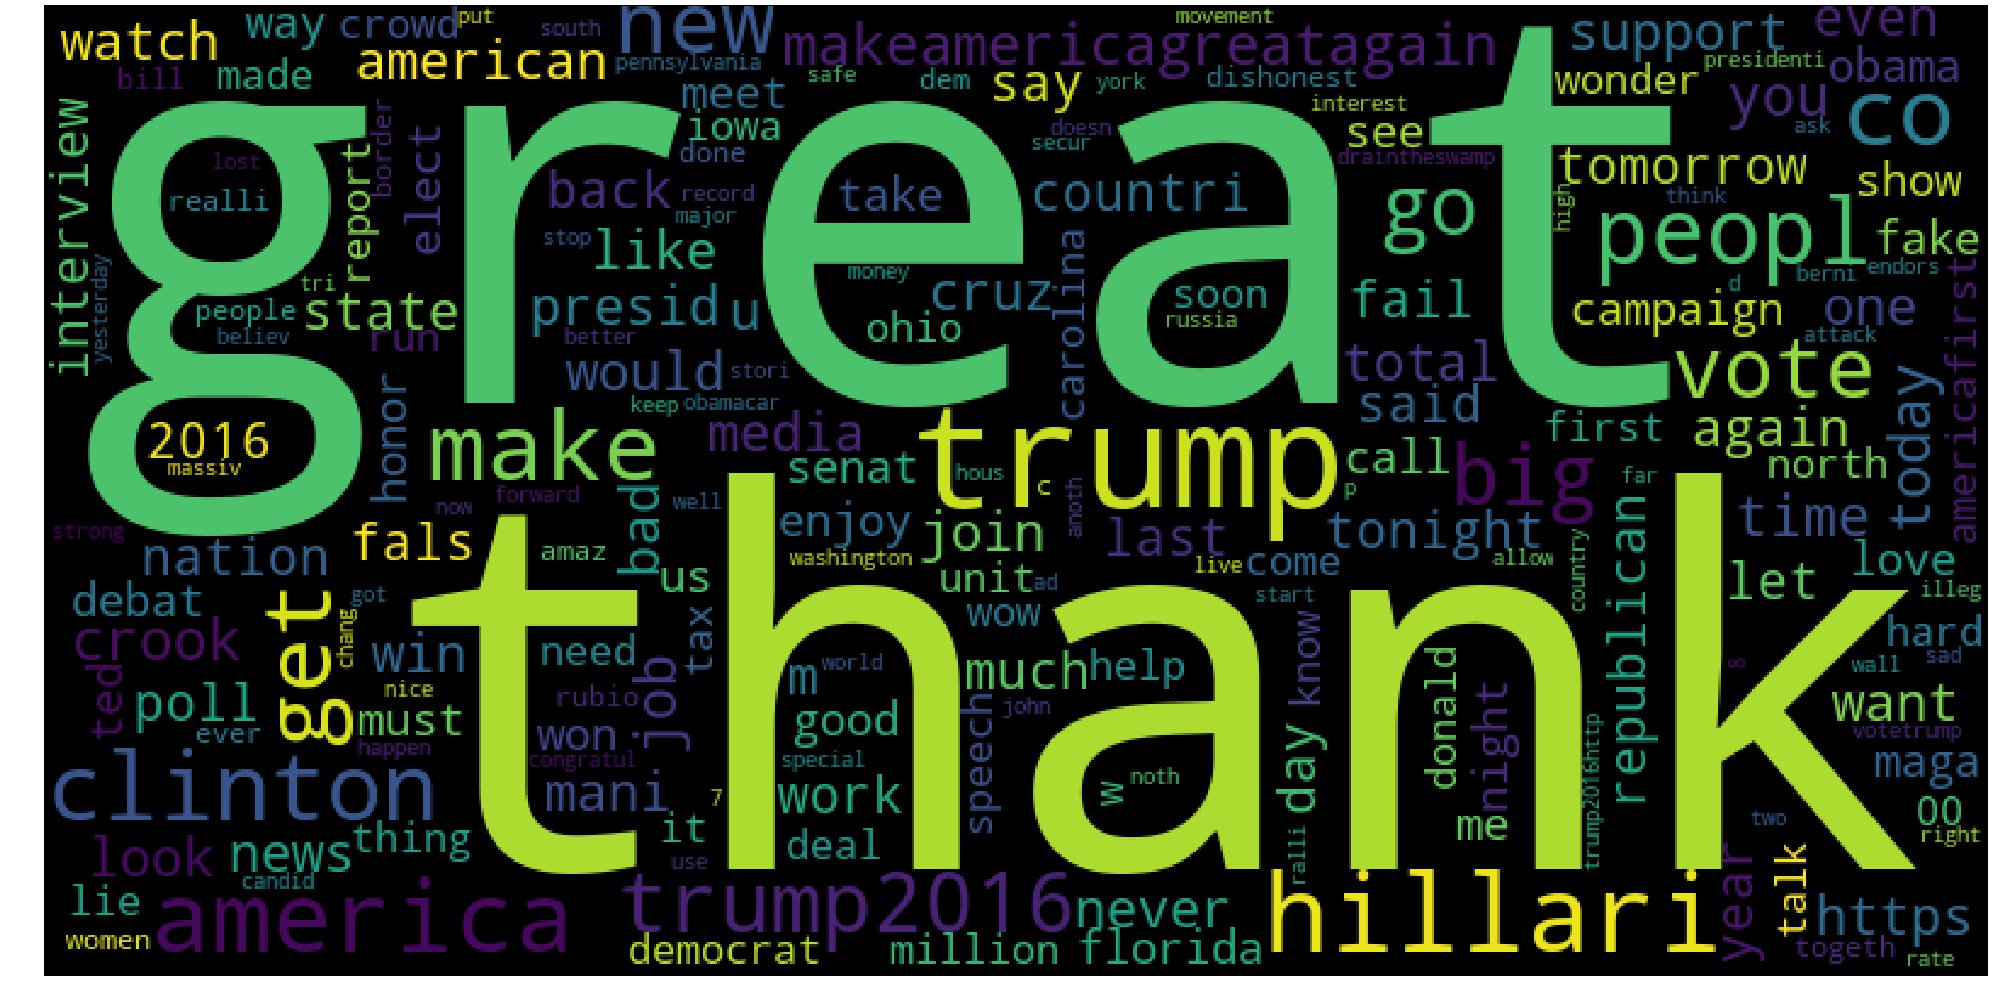 watch
way
crowd
put
south
new
movement
support
even
bill
made
american
pennsylvania
makeamericagreatagain
safe
dem
say
york
dishonest
wonder
presidenti
obama
meet
interest
you
co
interview
border
elect
iowa
doesn
see
ask
great
lost
report
done
secur
draintheswamp
tomorrow
show
realli
back
record
take
countri
go
high
think
major
peopl
fake
stop
like
carolina
yesterday
tri
money
berni
endors
people
state
presid
u
cruz
soon
fail
d
campaign
one
americafirst
believ
run
better
ohio
russia
attack
would
stori
total
vote
today
honor
keep
obamacar
said
2016
massiv
make
media
trump
first
again
senat
hous
call
big
far
north
strong
now
forward
bad
well
c
anoth
p
time
nation
fals
amaz
enjoy
join
last
tonight
country
republican
us
washington
unit
ad
live
come
allow
love
debat
get
got
thank
tax
wow
start
know
let
illeg
crook
chang
win
need
job
m
world
much
help
donald
night
∞
hard
wall
sad
ted
poll
nice
rubio
good
speech
john
want
ever
must
won
day
trump2016http
votetrump
happen
congratul
special
maga
clinton
mani
7
work
w
noth
00
look
news
thing
it
deal
me
two
right
candid
use
ralli
year
talk
lie
america
trump2016
never
hillari
https
women
democrat
million
florida
togeth
rate